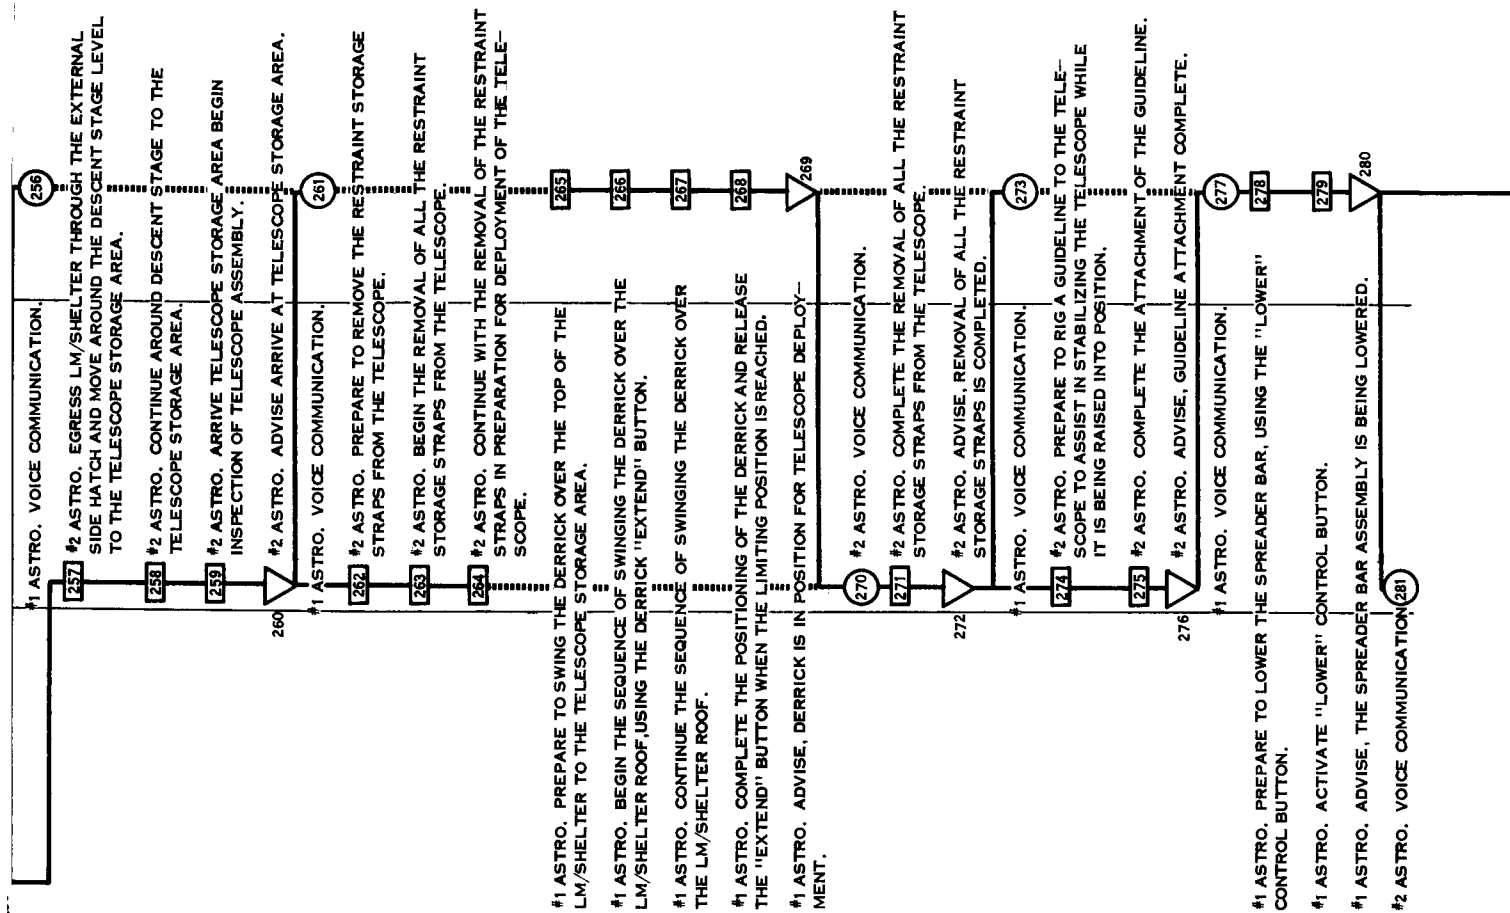 #1 ASTRO. VOICE COMMUNICATION.
256
257
#2 ASTRO. EGRESS LM/SHELTER THROUGH THE EXTERNAL
SIDE HATCH AND MOVE AROUND THE DESCENT STAGE LEVEL
TO THE TELESCOPE STORAGE AREA.
258
#2 ASTRO. CONTINUE AROUND DESCENT STAGE TO THE
TELESCOPE STORAGE AREA.
259
#2 ASTRO. ARRIVE TELESCOPE STORAGE AREA BEGIN
INSPECTION OF TELESCOPE ASSEMBLY.
260
#2 ASTRO. ADVISE ARRIVE AT TELESCOPE STORAGE AREA.
#1 ASTRO. VOICE COMMUNICATION.
261
262
#2 ASTRO. PREPARE TO REMOVE THE RESTRAINT STORAGE
STRAPS FROM THE TELESCOPE.
263
#2 ASTRO. BEGIN THE REMOVAL OF ALL THE RESTRAINT
STORAGE STRAPS FROM THE TELESCOPE.
264
#2 ASTRO. CONTINUE WITH THE REMOVAL OF THE RESTRAINT
STRAPS IN PREPARATION FOR DEPLOYMENT OF THE TELE-
SCOPE.
#1 ASTRO. PREPARE TO SWING THE DERRICK OVER THE TOP OF THE
LM/SHELTER TO THE TELESCOPE STORAGE AREA.
265
#1 ASTRO. BEGIN THE SEQUENCE OF SWINGING THE DERRICK OVER THE
LM/SHELTER ROOF,USING THE DERRICK "EXTEND" BUTTON.
266
#1 ASTRO. CONTINUE THE SEQUENCE OF SWINGING THE DERRICK OVER
THE LM/SHELTER ROOF.
267
#1 ASTRO. COMPLETE THE POSITIONING OF THE DERRICK AND RELEASE
THE "EXTEND" BUTTON WHEN THE LIMITING POSITION IS REACHED.
268
#1 ASTRO. ADVISE, DERRICK IS IN POSITION FOR TELESCOPE DEPLOY-
MENT.
269
270
#2 ASTRO. VOICE COMMUNICATION.
271
#2 ASTRO. COMPLETE THE REMOVAL OF ALL THE RESTRAINT
STORAGE STRAPS FROM THE TELESCOPE.
272
#2 ASTRO. ADVISE, REMOVAL OF ALL THE RESTRAINT
STORAGE STRAPS IS COMPLETED.
#1 ASTRO. VOICE COMMUNICATION.
273
274
#2 ASTRO. PREPARE TO RIG A GUIDELINE TO THE TELE-
SCOPE TO ASSIST IN STABILIZING THE TELESCOPE WHILE
IT IS BEING RAISED INTO POSITION.
275
#2 ASTRO. COMPLETE THE ATTACHMENT OF THE GUIDELINE.
276
#2 ASTRO. ADVISE, GUIDELINE ATTACHMENT COMPLETE.
#1 ASTRO. VOICE COMMUNICATION.
277
#1 ASTRO. PREPARE TO LOWER THE SPREADER BAR, USING THE "LOWER"
CONTROL BUTTON.
278
#1 ASTRO. ACTIVATE "LOWER" CONTROL BUTTON.
279
#1 ASTRO. ADVISE, THE SPREADER BAR ASSEMBLY IS BEING LOWERED.
280
#2 ASTRO. VOICE COMMUNICATION
281